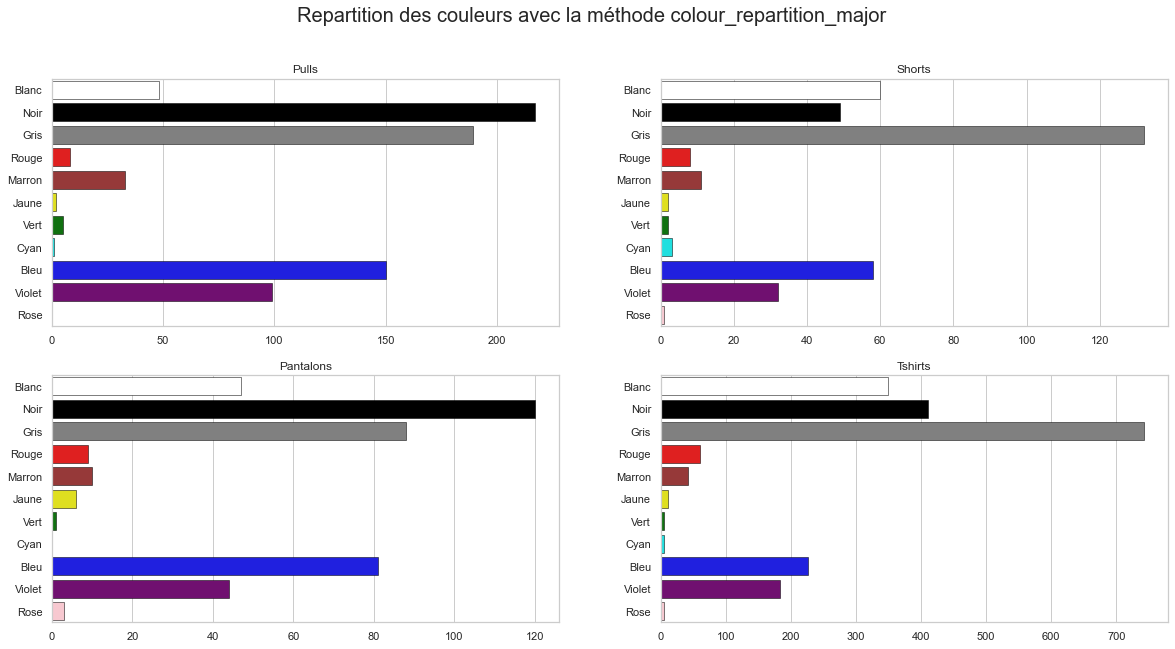 Repartition des couleurs avec la méthode colour_repartition_major
Pulls
Blanc
Noir
Gris
Rouge
Marron
Jaune
Vert
Cyan
Bleu
Violet
Rose
0 50 100 150 200
Shorts
Blanc
Noir
Gris
Rouge
Marron
Jaune
Vert
Cyan
Bleu
Violet
Rose
0 20 40 60 80 100 120
Pantalons
Blanc
Noir
Gris
Rouge
Marron
Jaune
Vert
Cyan
Bleu
Violet
Rose
0 20 40 60 80 100 120
Tshirts
Blanc
Noir
Gris
Rouge
Marron
Jaune
Vert
Cyan
Bleu
Violet
Rose
0 100 200 300 400 500 600 700